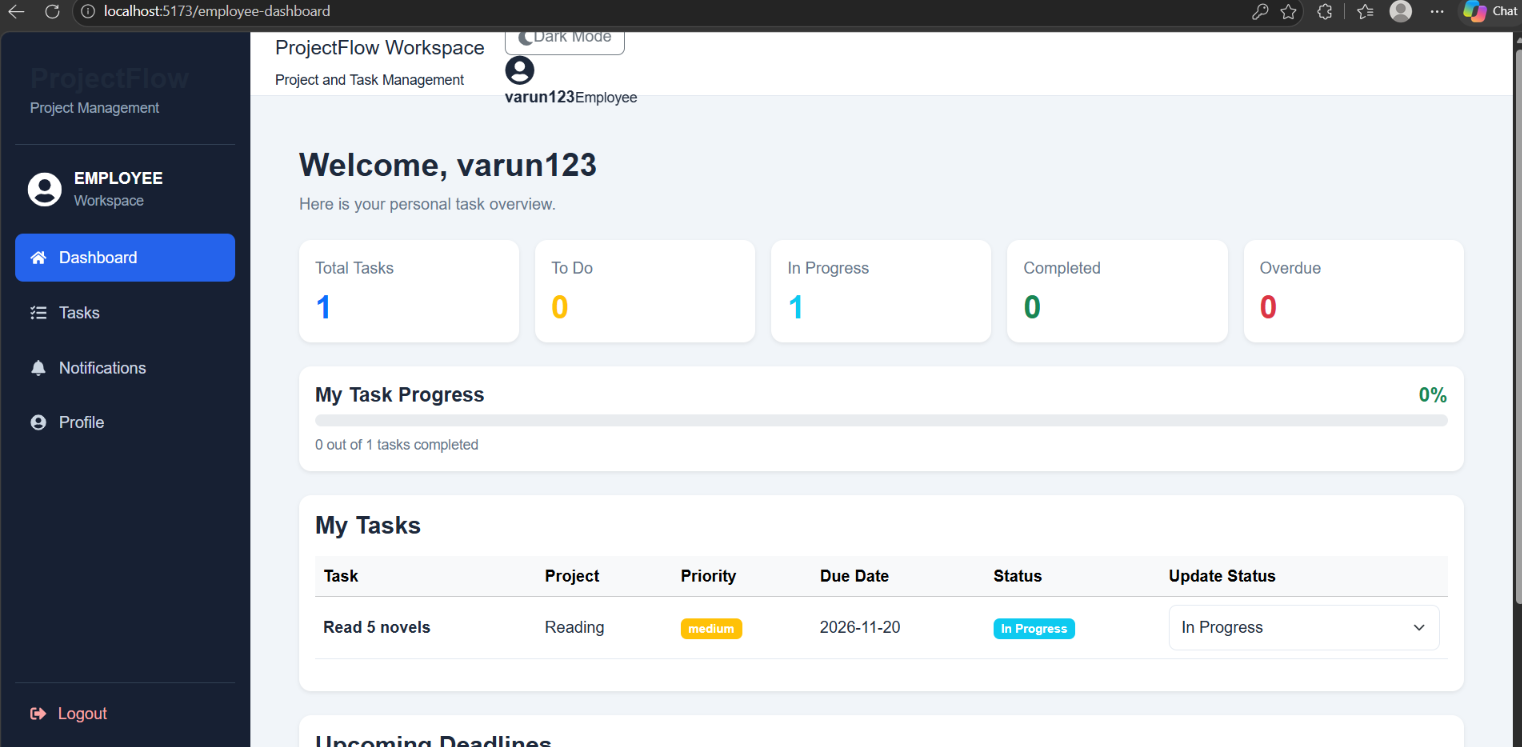 localhost:5173/employee-dashboard
Chat
ProjectFlow
Project Management
EMPLOYEE
Workspace
Dashboard
Tasks
Notifications
Profile
Logout
ProjectFlow Workspace
Project and Task Management
Dark Mode
varun123Employee
Welcome, varun123
Here is your personal task overview.
Total Tasks To Do In Progress Completed Overdue
1 0 1 0 0
My Task Progress 0%
0 out of 1 tasks completed
My Tasks
Task Project Priority Due Date Status Update Status
Read 5 novels Reading medium 2026-11-20 In Progress In Progress
Upcoming Deadlines